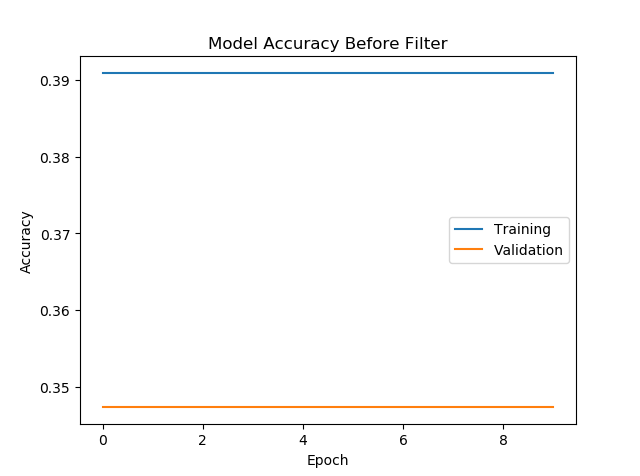 Model Accuracy Before Filter
0.39
0.38
0.37
0.36
0.35
Accuracy
Training
Validation
0 2 4 6 8
Epoch